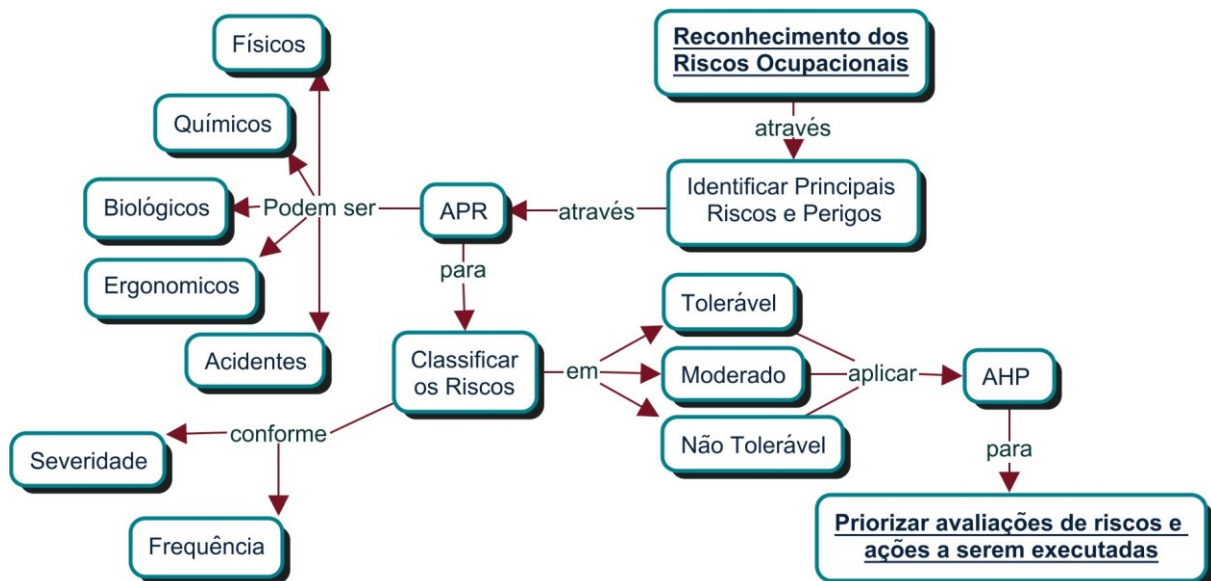 Reconhecimento dos
Riscos Ocupacionais
através
Identificar Principais
Riscos e Perigos
através
APR
Podem ser
Físicos
Químicos
Biológicos
Ergonomicos
Acidentes
para
Classificar
os Riscos
conforme
Severidade
Frequência
em
Tolerável
Moderado
Não Tolerável
aplicar
AHP
para
Priorizar avaliações de riscos e
ações a serem executadas